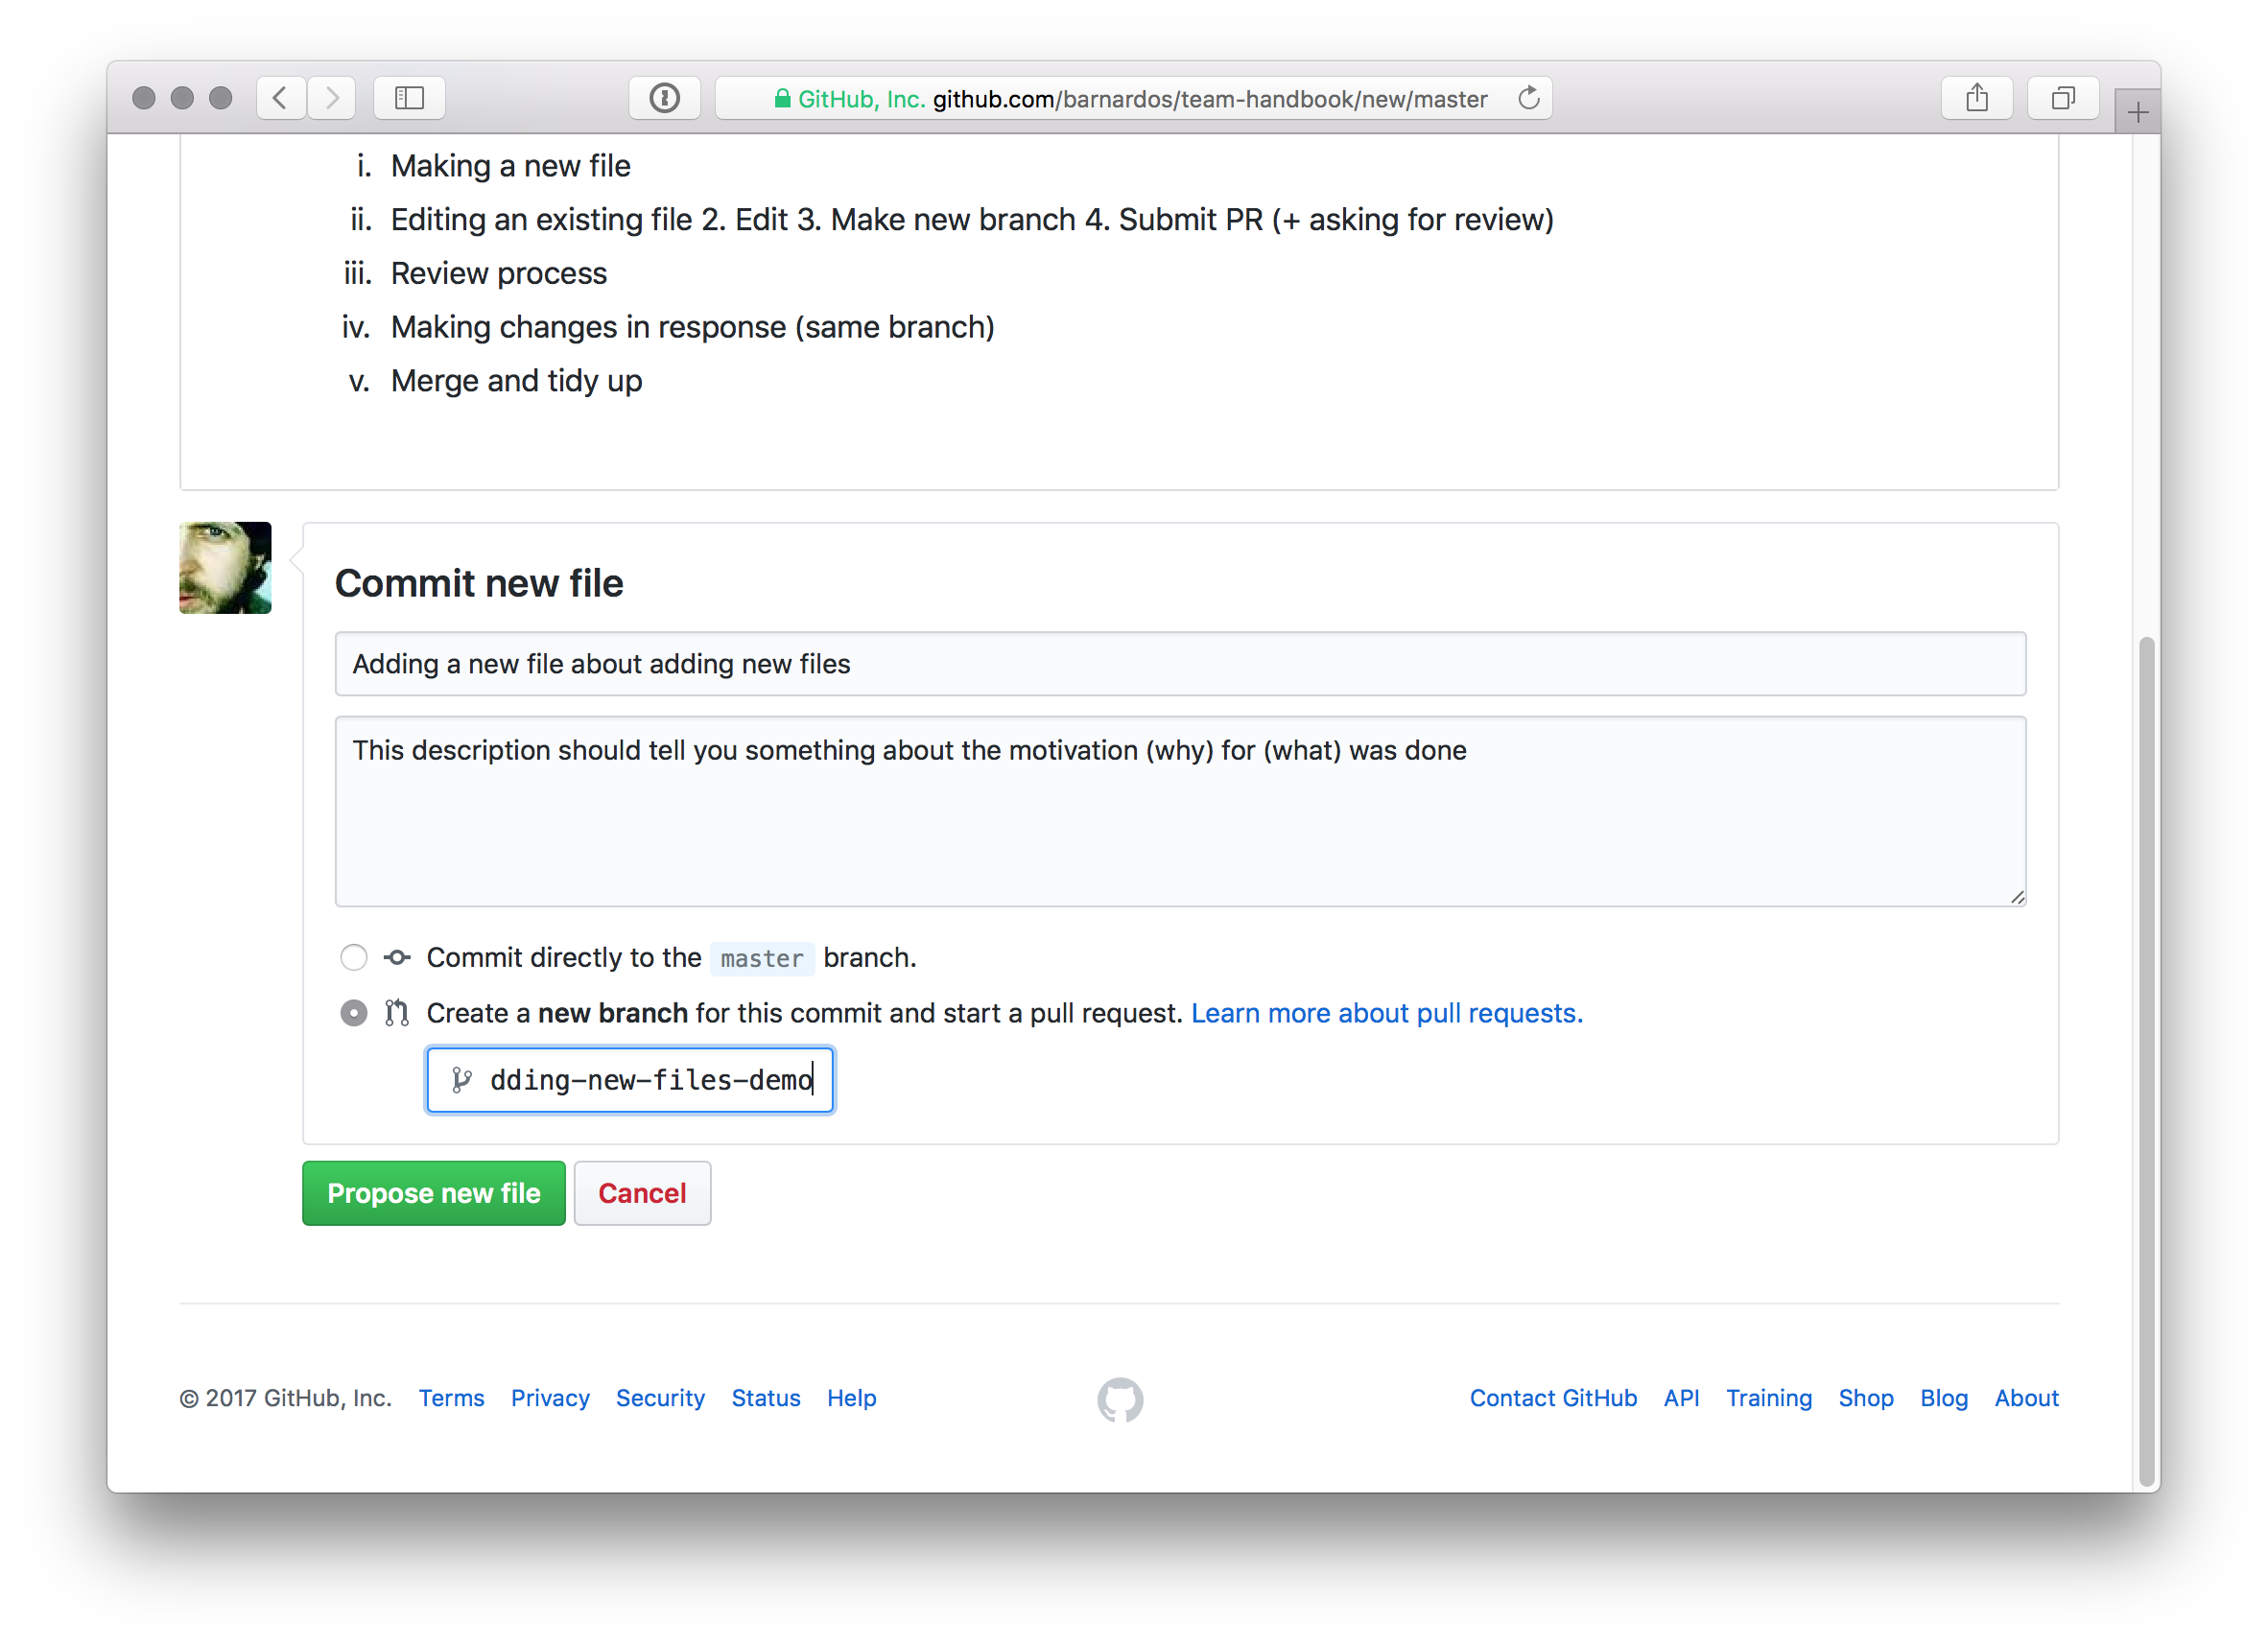 GitHub, Inc. github.com/barnardos/team-handbook/new/master
i. Making a new file
ii. Editing an existing file 2. Edit 3. Make new branch 4. Submit PR (+ asking for review)
iii. Review process
iv. Making changes in response (same branch)
v. Merge and tidy up
Commit new file
Adding a new file about adding new files
This description should tell you something about the motivation (why) for (what) was done
Commit directly to the master branch.
Create a new branch for this commit and start a pull request. Learn more about pull requests.
dding-new-files-demo
Propose new file Cancel
© 2017 GitHub, Inc. Terms Privacy Security Status Help Contact GitHub API Training Shop Blog About